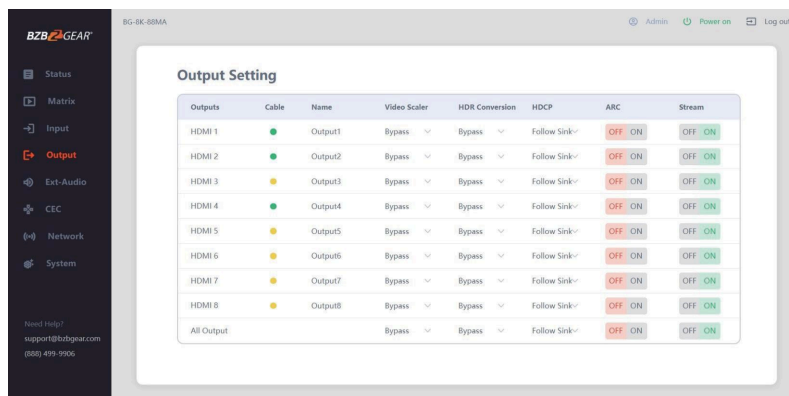 BZBGEAR
BG-8K-88MA
Admin Power on Log out
Status
Matrix
Input
Output
Ext-Audio
CEC
Network
System
Need Help?
support@bzbgear.com
(888) 499-9906
Output Setting
Outputs Cable Name Video Scaler HDR Conversion HDCP ARC Stream
HDMI 1 Output1 Bypass Bypass Follow Sink OFF ON OFF ON
HDMI 2 Output2 Bypass Bypass Follow Sink OFF ON OFF ON
HDMI 3 Output3 Bypass Bypass Follow Sink OFF ON OFF ON
HDMI 4 Output4 Bypass Bypass Follow Sink OFF ON OFF ON
HDMI 5 Output5 Bypass Bypass Follow Sink OFF ON OFF ON
HDMI 6 Output6 Bypass Bypass Follow Sink OFF ON OFF ON
HDMI 7 Output7 Bypass Bypass Follow Sink OFF ON OFF ON
HDMI 8 Output8 Bypass Bypass Follow Sink OFF ON OFF ON
All Output Bypass Bypass Follow Sink OFF ON OFF ON